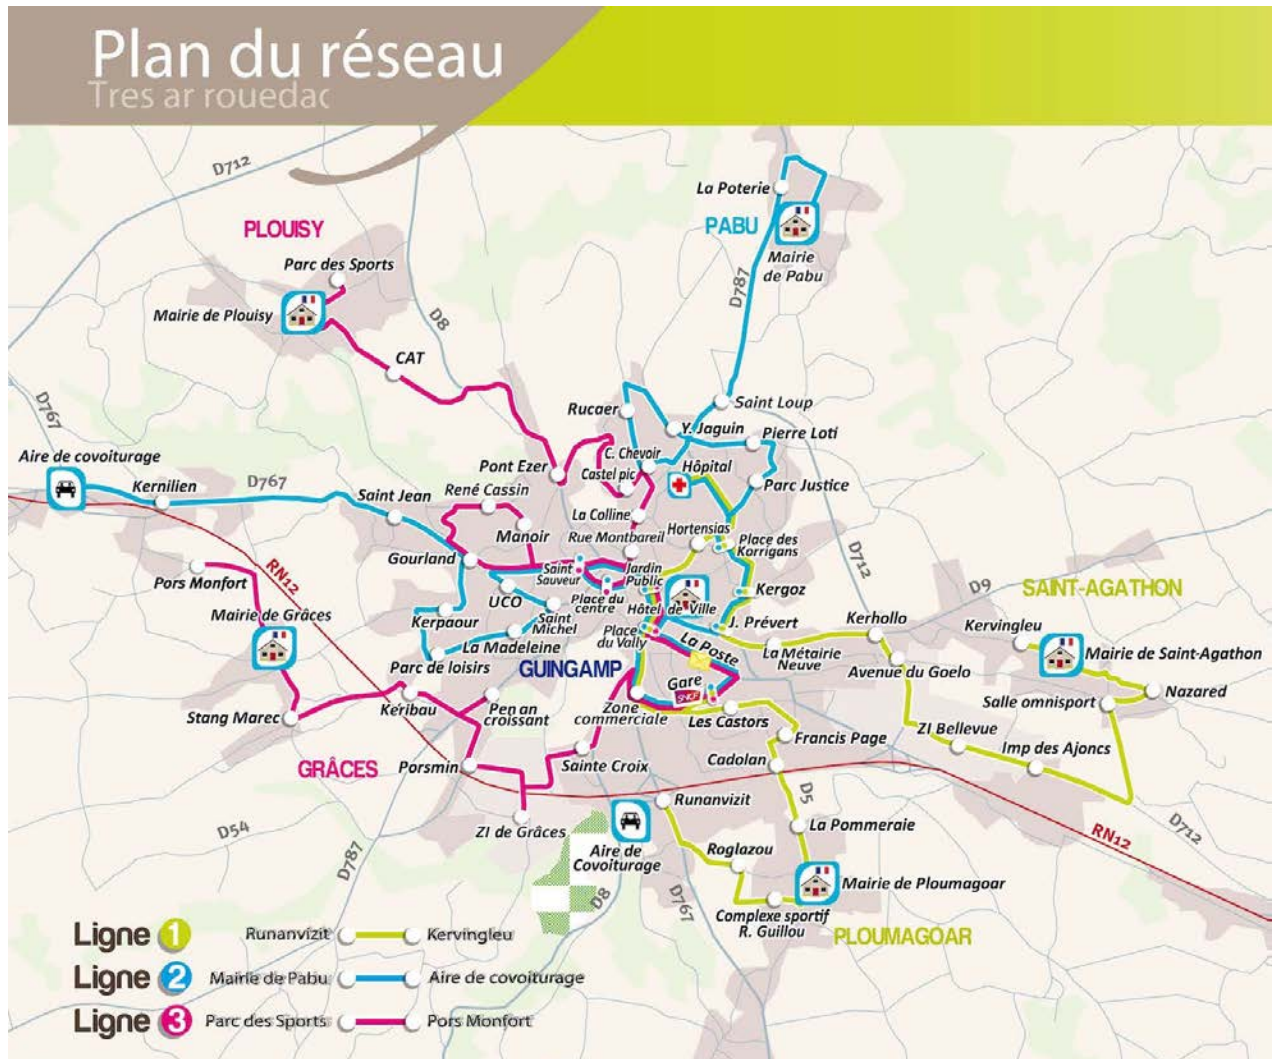 Plan du réseau
Tres ar rouedad
D712
La Poterie
PLOUISY
PABU
Mairie
de Pabu
Parc des Sports
D787
Mairie de Plouisy
D8
CAT
D767
Rucaer
Saint Loup
Y. Jaguin
Pierre Loti
Aire de covoiturage
C. Chevoir
Hôpital
Pont Ezer
Castel pic
Kernilien
D767
Saint Jean
René Cassin
Parc Justice
La Colline
Manoir
Rue Montbareil
Hortensias
Place des
Korrigans
Gourland
D712
Pors Monfort
RN12
Saint
Sauveur
Jardin
Public
D9
SAINT-AGATHON
UCO
Place du
centre
Kergoz
Mairie de Grâces
Hôtel de Ville
Kerpaour
Saint
Michel
J. Prévert
Kerhollo
Kervingleu
La Madeleine
Place
du Vally
La Poste
La Métairie
Neuve
Mairie de Saint-Agathon
Parc de loisirs
GUINGAMP
Avenue du Goelo
Gare
SNCF
Nazared
Stang Marec
Keribau
Pen an
croissant
Zone
commerciale
Les Castors
Salle omnisport
ZI Bellevue
Francis Page
Imp des Ajoncs
GRÂCES
Porsmin
Sainte Croix
Cadolan
Runanvizit
D5
D54
ZI de Grâces
La Pommeraie
D712
RN12
D787
Aire de
Covoiturage
Roglazou
Mairie de Ploumagoar
D8
D767
Complexe sportif
R. Guillou
PLOUMAGOAR
Ligne 1 Runanvizit Kervingleu
Ligne 2 Mairie de Pabu Aire de covoiturage
Ligne 3 Parc des Sports Pors Monfort